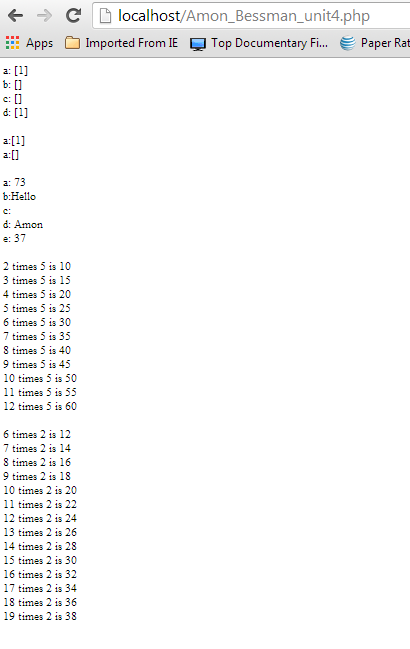 localhost/Amon_Bessman_unit4.php
Apps Imported From IE Top Documentary Fi... Paper Rat
a: [1]
b: []
c: []
d: [1]
a:[1]
a:[]
a: 73
b:Hello
c:
d: Amon
e: 37
2 times 5 is 10
3 times 5 is 15
4 times 5 is 20
5 times 5 is 25
6 times 5 is 30
7 times 5 is 35
8 times 5 is 40
9 times 5 is 45
10 times 5 is 50
11 times 5 is 55
12 times 5 is 60
6 times 2 is 12
7 times 2 is 14
8 times 2 is 16
9 times 2 is 18
10 times 2 is 20
11 times 2 is 22
12 times 2 is 24
13 times 2 is 26
14 times 2 is 28
15 times 2 is 30
16 times 2 is 32
17 times 2 is 34
18 times 2 is 36
19 times 2 is 38